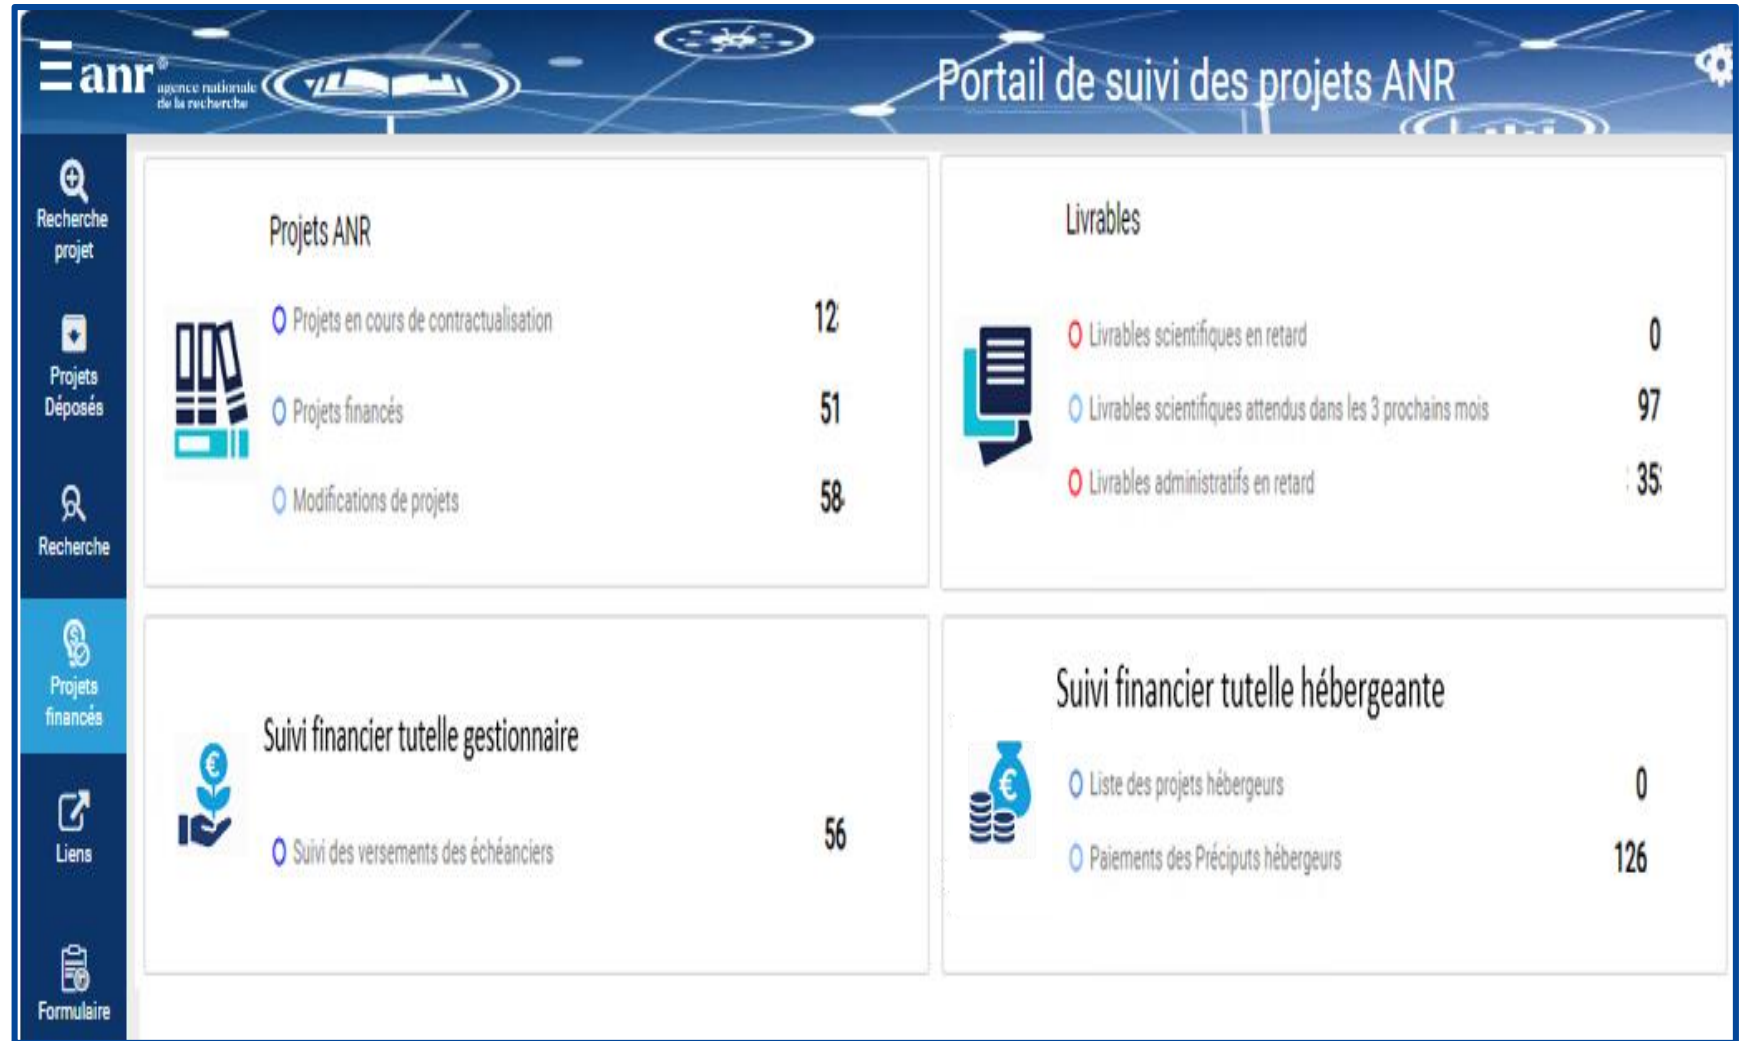 anr®
agence nationale
de la recherche
Portail de suivi des projets ANR
Recherche
projet
Projets
Déposés
Recherche
Projets
financés
Liens
Formulaire
Projets ANR
Projets en cours de contractualisation 12
Projets financés 51
Modifications de projets 58
Livrables
Livrables scientifiques en retard 0
Livrables scientifiques attendus dans les 3 prochains mois 97
Livrables administratifs en retard 35
Suivi financier tutelle gestionnaire
Suivi des versements des échéanciers 56
Suivi financier tutelle hébergeante
Liste des projets hébergeurs 0
Paiements des Préciputs hébergeurs 126